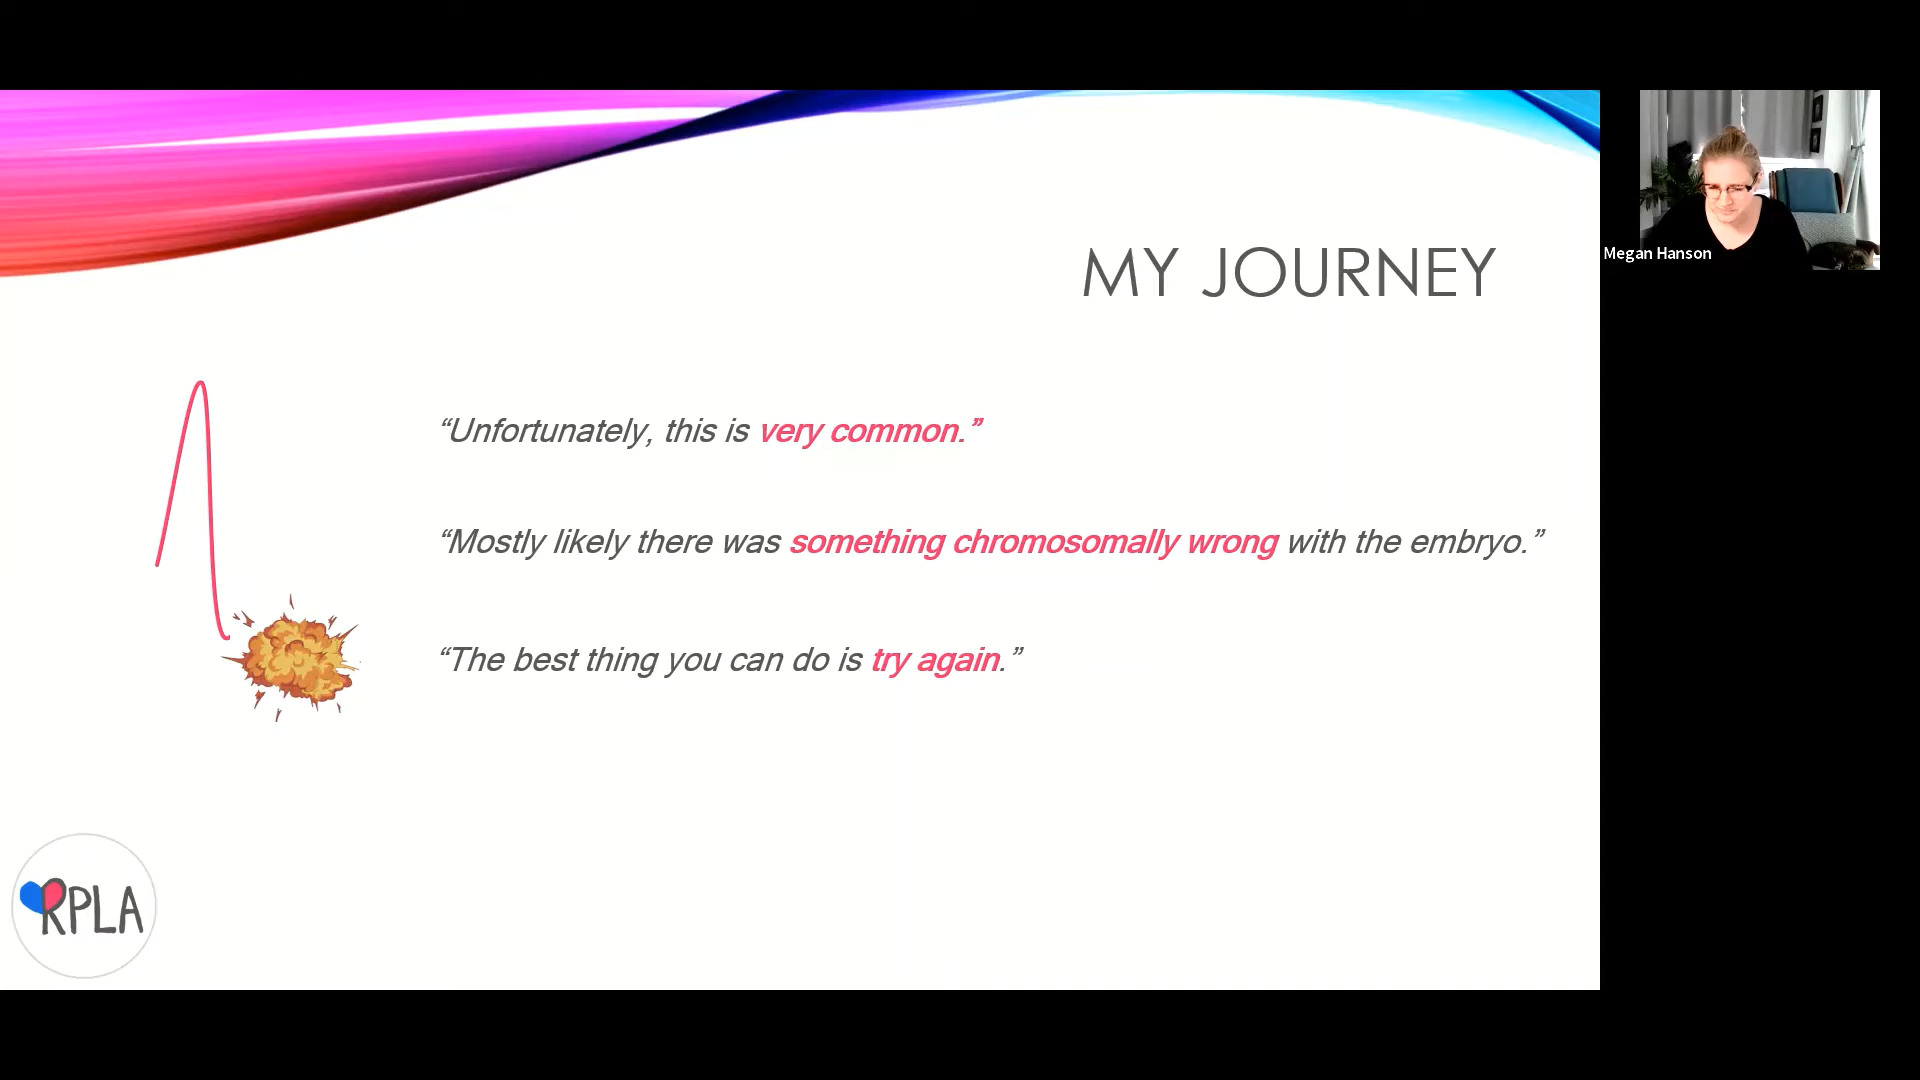 MY JOURNEY
Megan Hanson
“Unfortunately, this is very common.”
“Mostly likely there was something chromosomally wrong with the embryo.”
“The best thing you can do is try again.”
RPLA